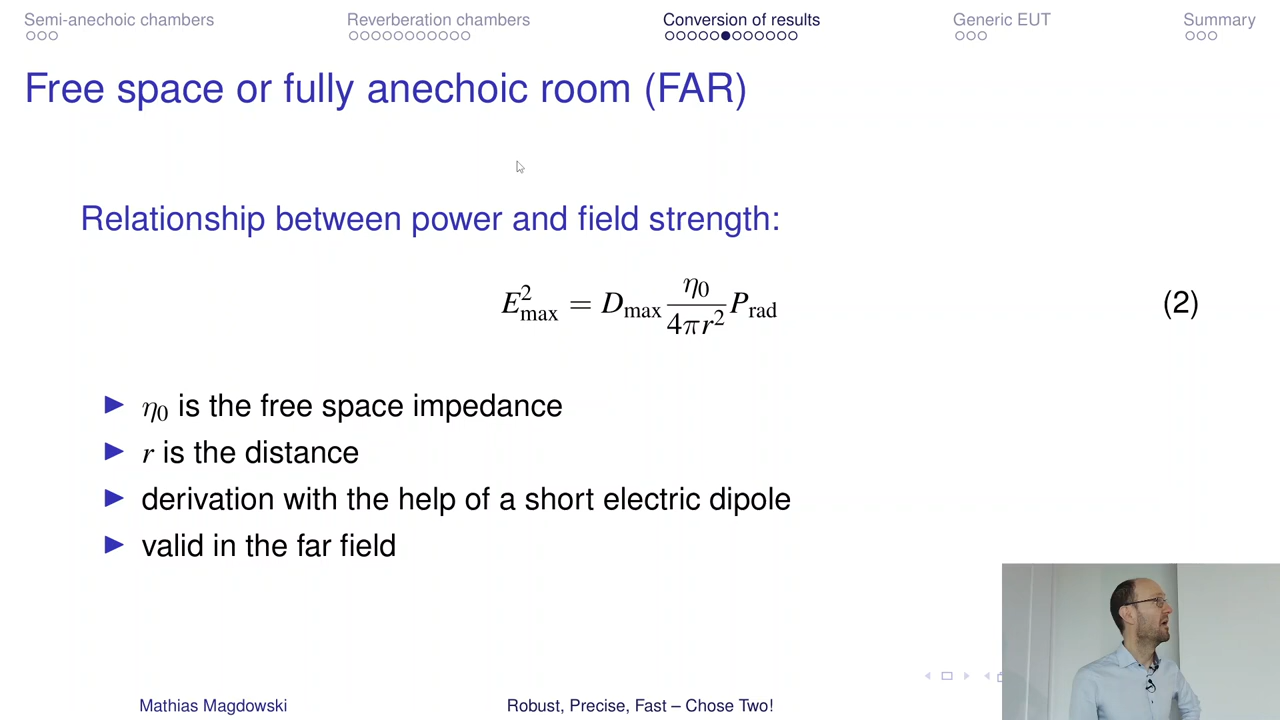 Semi-anechoic chambers Reverberation chambers Conversion of results Generic EUT Summary
Free space or fully anechoic room (FAR)
Relationship between power and field strength:
E²max = Dmax η0/4πr² Prad (2)
η0 is the free space impedance
r is the distance
derivation with the help of a short electric dipole
valid in the far field
Mathias Magdowski Robust, Precise, Fast – Chose Two!